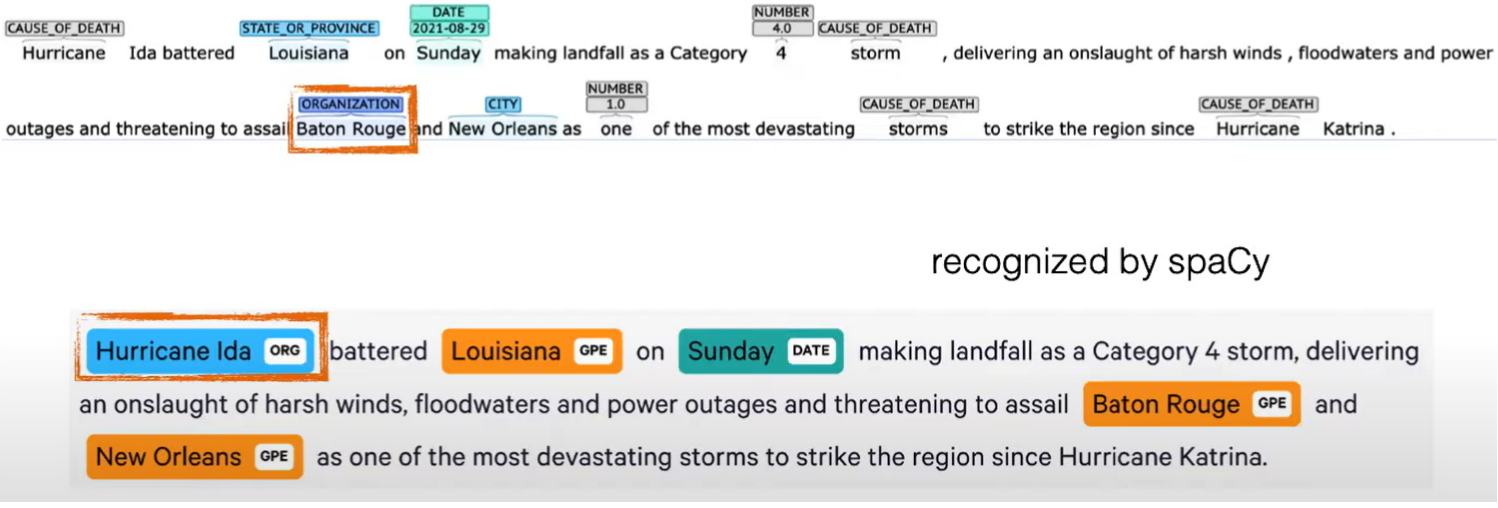 CAUSE_OF_DEATH STATE_OR_PROVINCE DATE 2021-08-29 NUMBER 4.0 CAUSE_OF_DEATH
Hurricane Ida battered Louisiana on Sunday making landfall as a Category 4 storm , delivering an onslaught of harsh winds , floodwaters and power
ORGANIZATION CITY NUMBER 1.0 CAUSE_OF_DEATH CAUSE_OF_DEATH
outages and threatening to assail Baton Rouge and New Orleans as one of the most devastating storms to strike the region since Hurricane Katrina .
recognized by spaCy
Hurricane Ida ORG battered Louisiana GPE on Sunday DATE making landfall as a Category 4 storm, delivering
an onslaught of harsh winds, floodwaters and power outages and threatening to assail Baton Rouge GPE and
New Orleans GPE as one of the most devastating storms to strike the region since Hurricane Katrina.